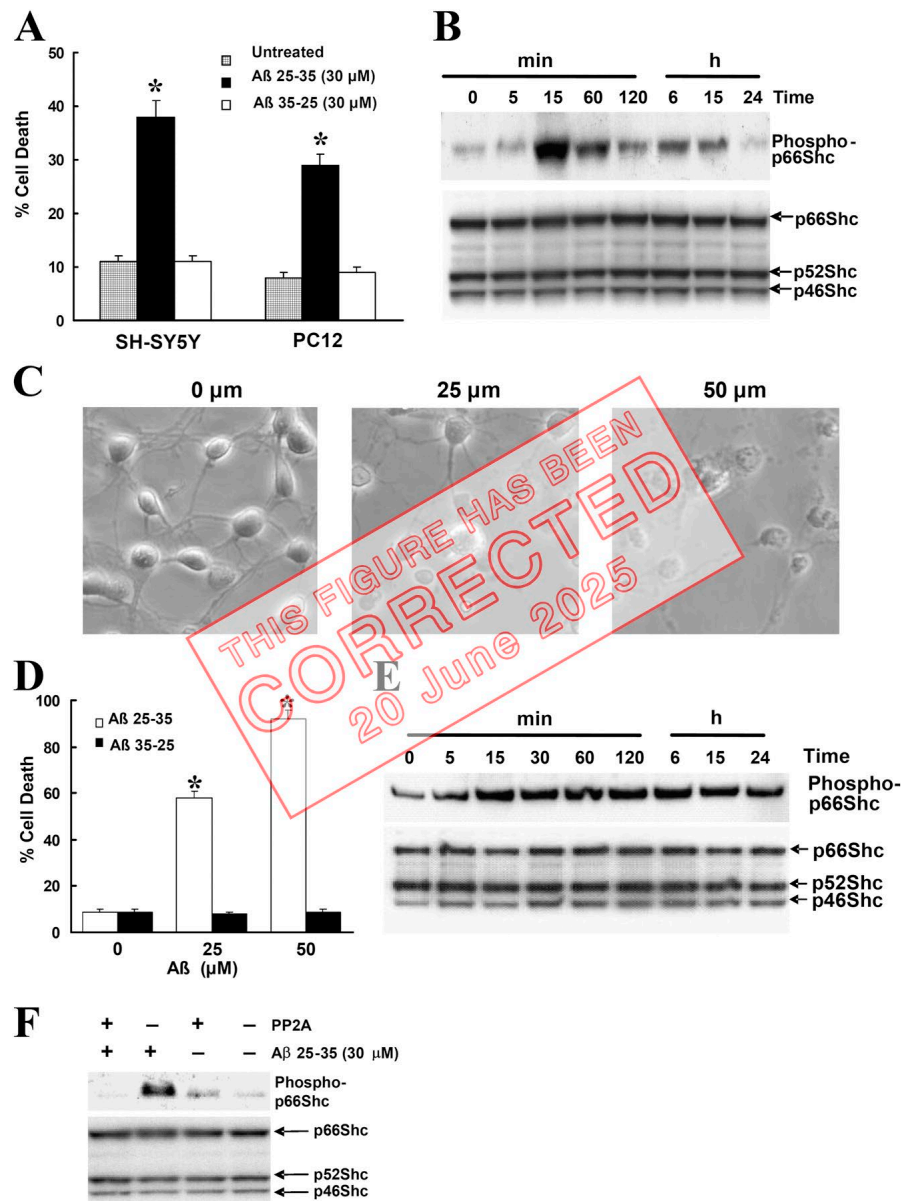 A
50
40
30
20
10
0
% Cell Death
Untreated
Aß 25-35 (30 µM)
Aß 35-25 (30 µM)
*
*
SH-SY5Y PC12
B
min h
0 5 15 60 120 6 15 24 Time
Phospho-
p66Shc
p66Shc
p52Shc
p46Shc
C
0 µm 25 µm 50 µm
THIS FIGURE HAS BEEN
CORRECTED
20 June 2025
D
100
80
60
40
20
0
% Cell Death
Aß 25-35
Aß 35-25
*
*
0 25 50
Aß (µM)
E
min h
0 5 15 30 60 120 6 15 24 Time
Phospho-
p66Shc
p66Shc
p52Shc
p46Shc
F
+ – + – PP2A
+ + – – Aβ 25-35 (30 µM)
Phospho-
p66Shc
p66Shc
p52Shc
p46Shc